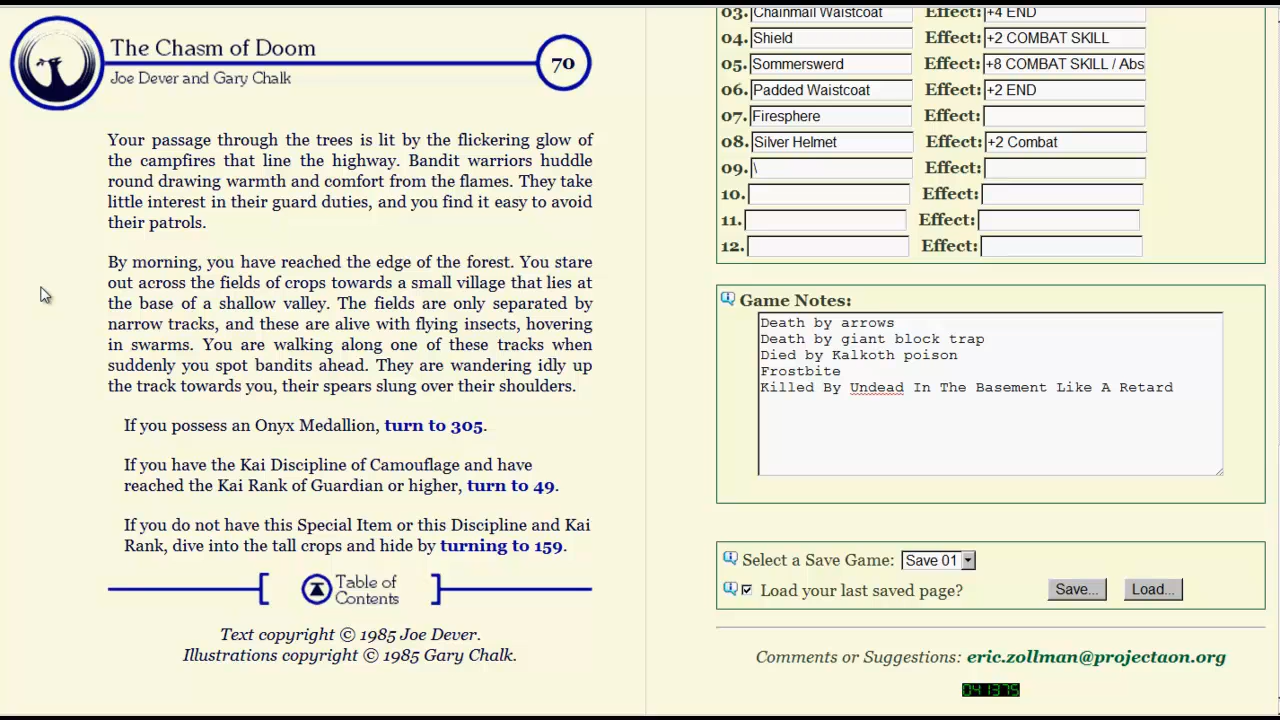 The Chasm of Doom
Joe Dever and Gary Chalk
70
Your passage through the trees is lit by the flickering glow of
the campfires that line the highway. Bandit warriors huddle
round drawing warmth and comfort from the flames. They take
little interest in their guard duties, and you find it easy to avoid
their patrols.
By morning, you have reached the edge of the forest. You stare
out across the fields of crops towards a small village that lies at
the base of a shallow valley. The fields are only separated by
narrow tracks, and these are alive with flying insects, hovering
in swarms. You are walking along one of these tracks when
suddenly you spot bandits ahead. They are wandering idly up
the track towards you, their spears slung over their shoulders.
If you possess an Onyx Medallion, turn to 305.
If you have the Kai Discipline of Camouflage and have
reached the Kai Rank of Guardian or higher, turn to 49.
If you do not have this Special Item or this Discipline and Kai
Rank, dive into the tall crops and hide by turning to 159.
Table of
Contents
Text copyright © 1985 Joe Dever.
Illustrations copyright © 1985 Gary Chalk.
03. Chainmail Waistcoat Effect: +4 END
04. Shield Effect: +2 COMBAT SKILL
05. Sommerswerd Effect: +8 COMBAT SKILL / Abs
06. Padded Waistcoat Effect: +2 END
07. Firesphere Effect:
08. Silver Helmet Effect: +2 Combat
09. \ Effect:
10. Effect:
11. Effect:
12. Effect:
Game Notes:
Death by arrows
Death by giant block trap
Died by Kalkoth poison
Frostbite
Killed By Undead In The Basement Like A Retard
Select a Save Game: Save 01
Load your last saved page? Save... Load...
Comments or Suggestions: eric.zollman@projectaon.org
041375